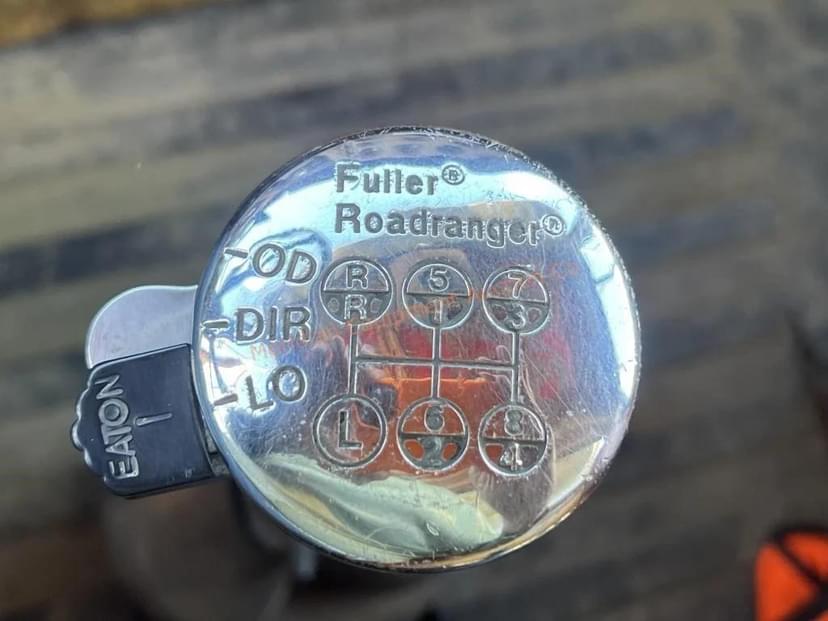 Fuller®
Roadranger®
-OD
-DIR
-LO
R 5 7
R 1 3
L 6 8
2 4
EATON